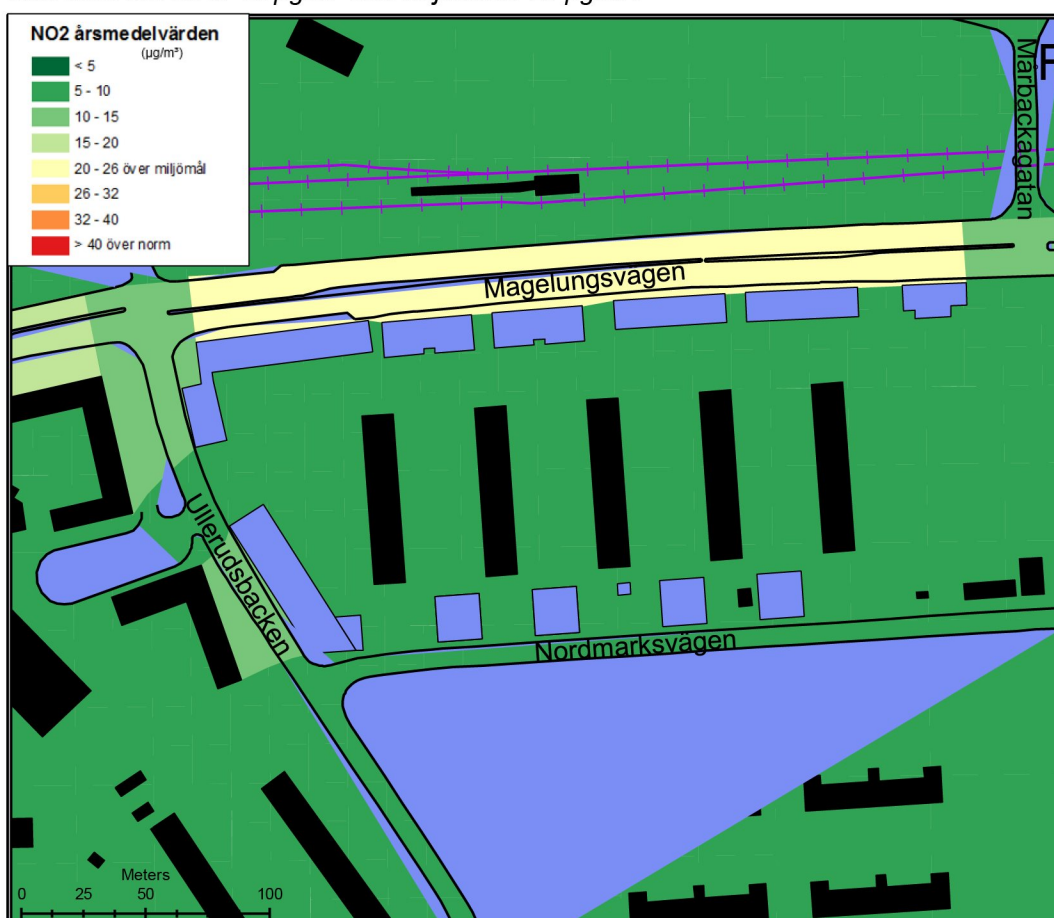 NO2 årsmedelvärden
(µg/m³)
< 5
5 - 10
10 - 15
15 - 20
20 - 26 över miljömål
26 - 32
32 - 40
> 40 över norm
Mårbackagatan
F
Magelungsvägen
Ullerudsbacken
Nordmarksvägen
Meters
0 25 50 100